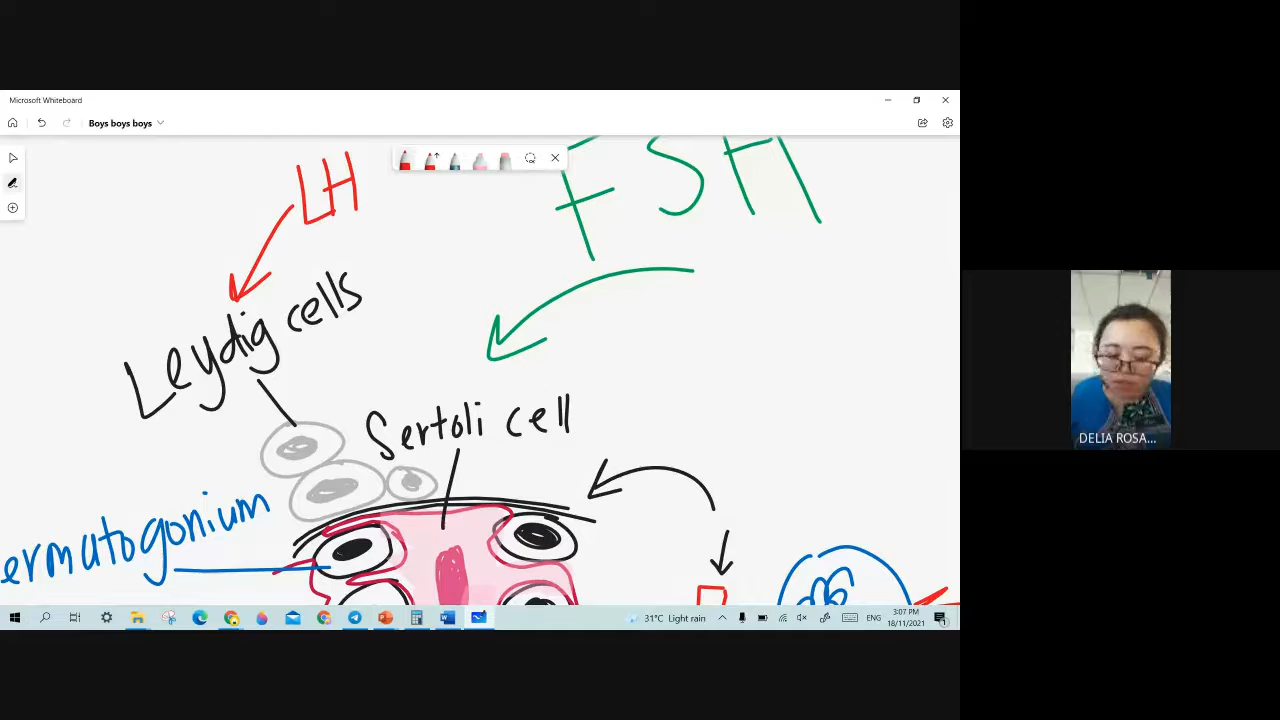 Microsoft Whiteboard
Boys boys boys
LH
FSH
Leydig cells
Sertoli cell
ermatogonium
DELIA ROSA...
31°C Light rain
ENG
3:07 PM
18/11/2021